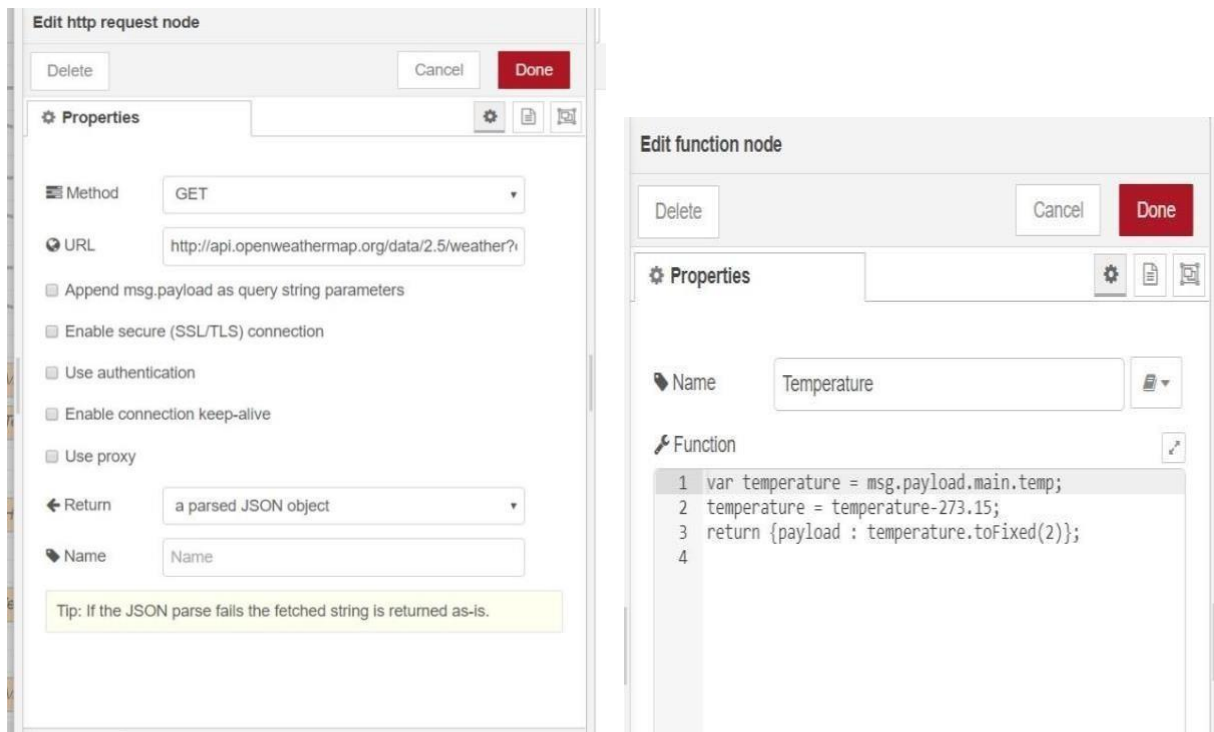 Edit http request node
Delete
Cancel
Done
Properties
Method
GET
URL
http://api.openweathermap.org/data/2.5/weather?
Append msg.payload as query string parameters
Enable secure (SSL/TLS) connection
Use authentication
Enable connection keep-alive
Use proxy
Return
a parsed JSON object
Name
Name
Tip: If the JSON parse fails the fetched string is returned as-is.
Edit function node
Delete
Cancel
Done
Properties
Name
Temperature
Function
1 var temperature = msg.payload.main.temp;
2 temperature = temperature-273.15;
3 return {payload : temperature.toFixed(2)};
4